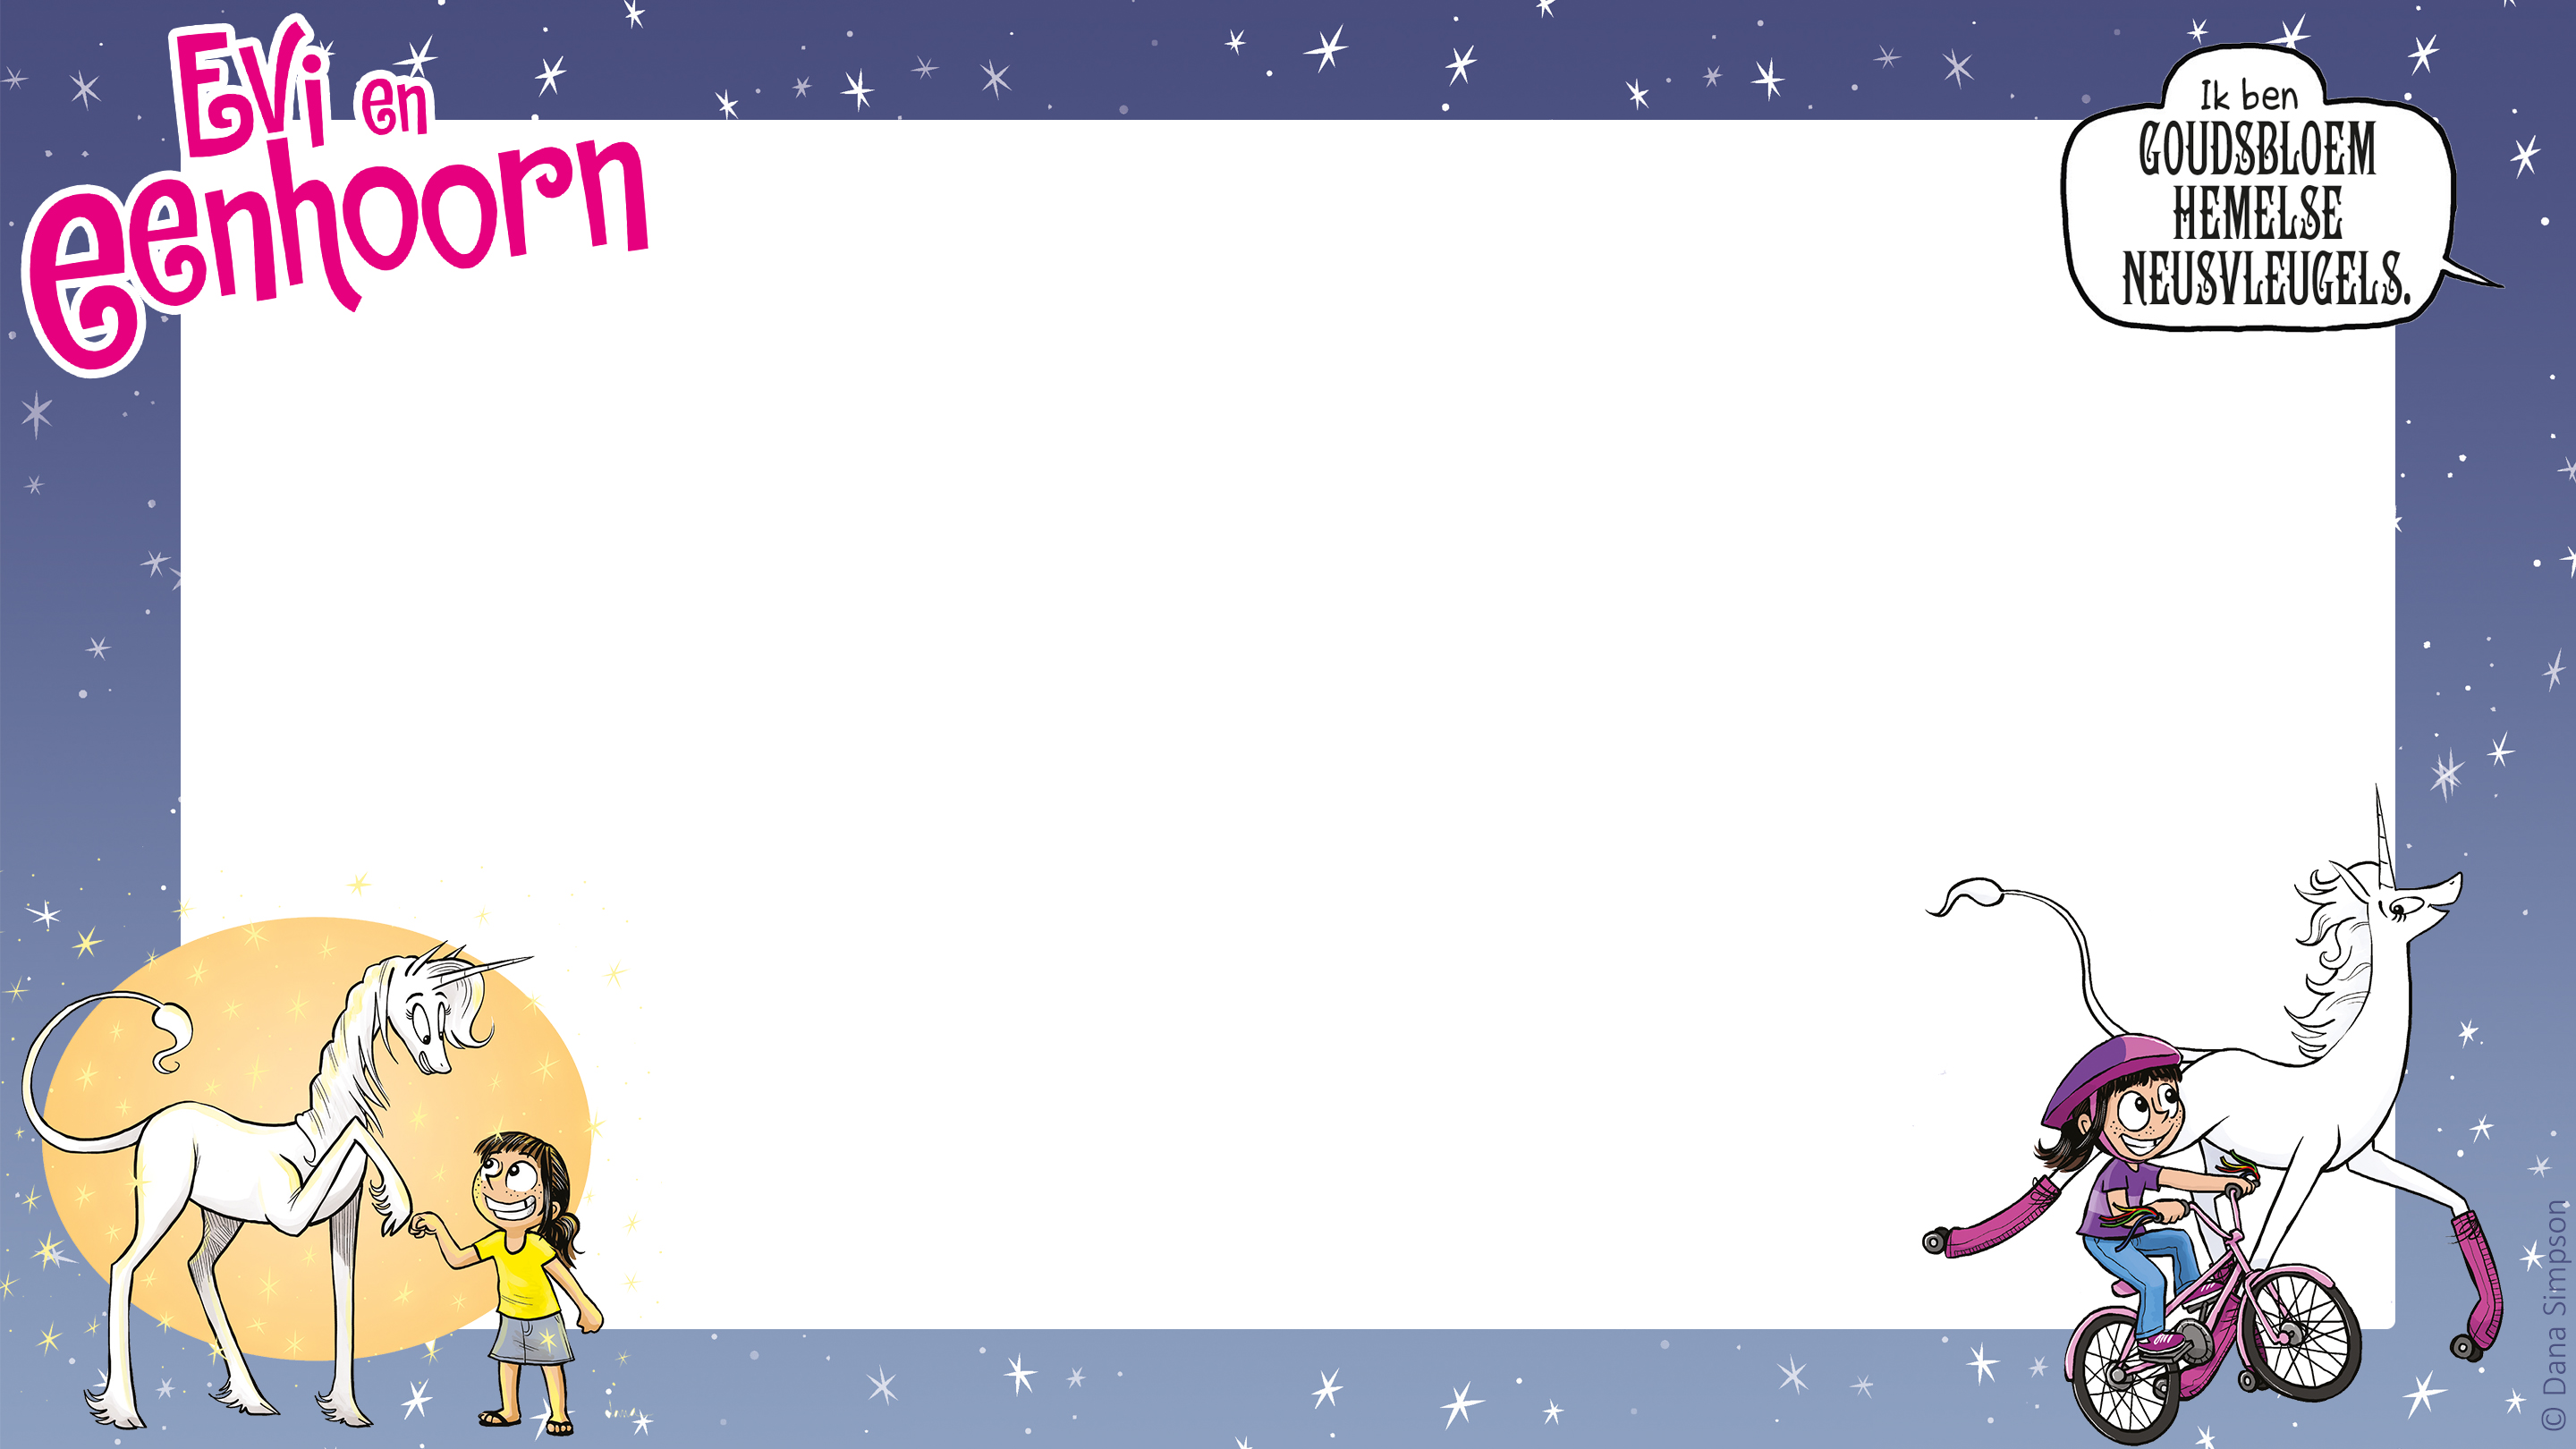 Evi en
eenhoorn
Ik ben
GOUDSBLOEM
HEMELSE
NEUSVLEUGELS.
© Dana Simpson